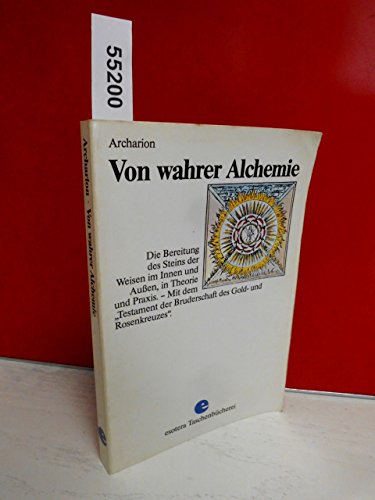 55200
Archarion
Von wahrer Alchemie
Die Bereitung
des Steins der
Weisen im Innen und
Außen, in Theorie
und Praxis. – Mit dem
„Testament der Bruderschaft des Gold- und
Rosenkreuzes“.
e
esotera Taschenbücherei
Archarion · Von wahrer Alchemie
e